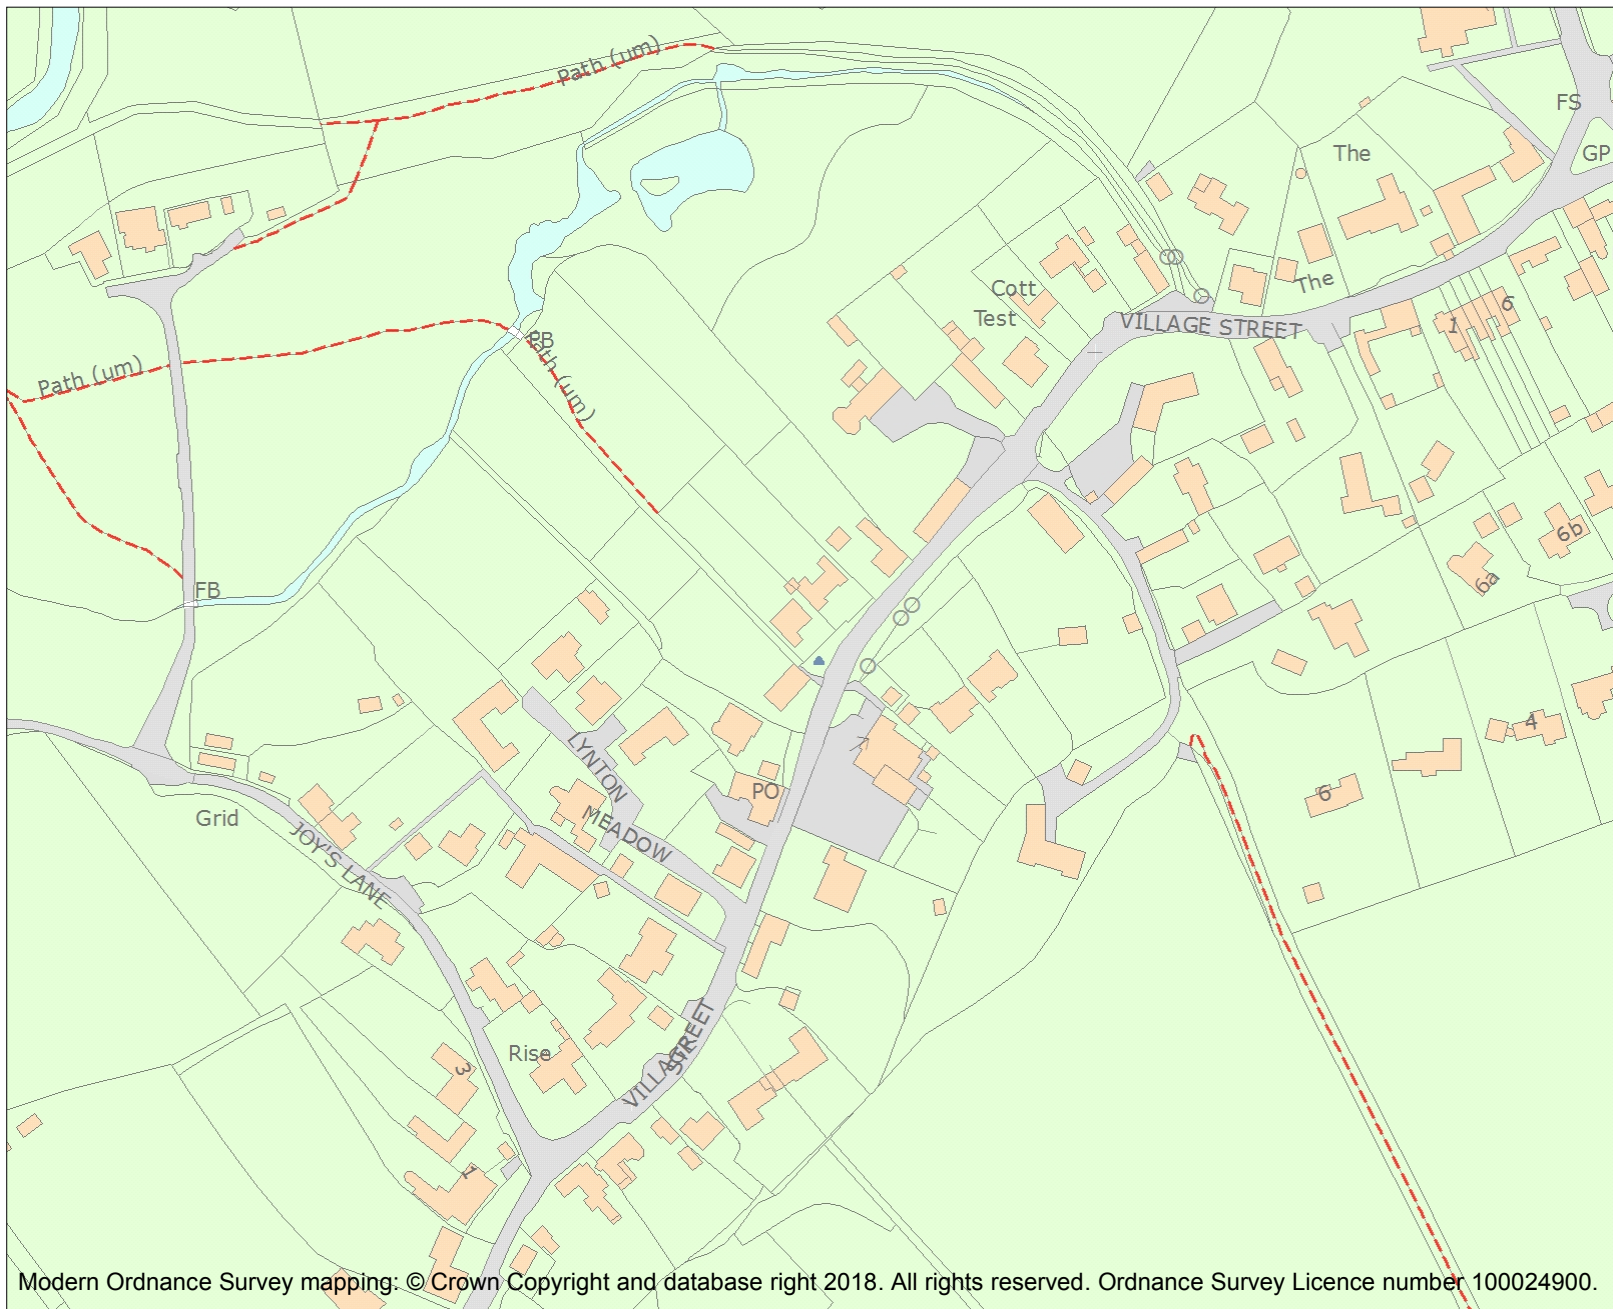 Path (um)
FS
The
GP
Cott
Test
The
VILLAGE STREET
1
6
FB
Path (um)
Path (um)
6b
6a
FB
4
6
LYNTON
MEADOW
PO
7
Grid
JOY'S LANE
Rise
3
VILLAGE
STREET
1
Modern Ordnance Survey mapping: © Crown Copyright and database right 2018. All rights reserved. Ordnance Survey Licence number 100024900.